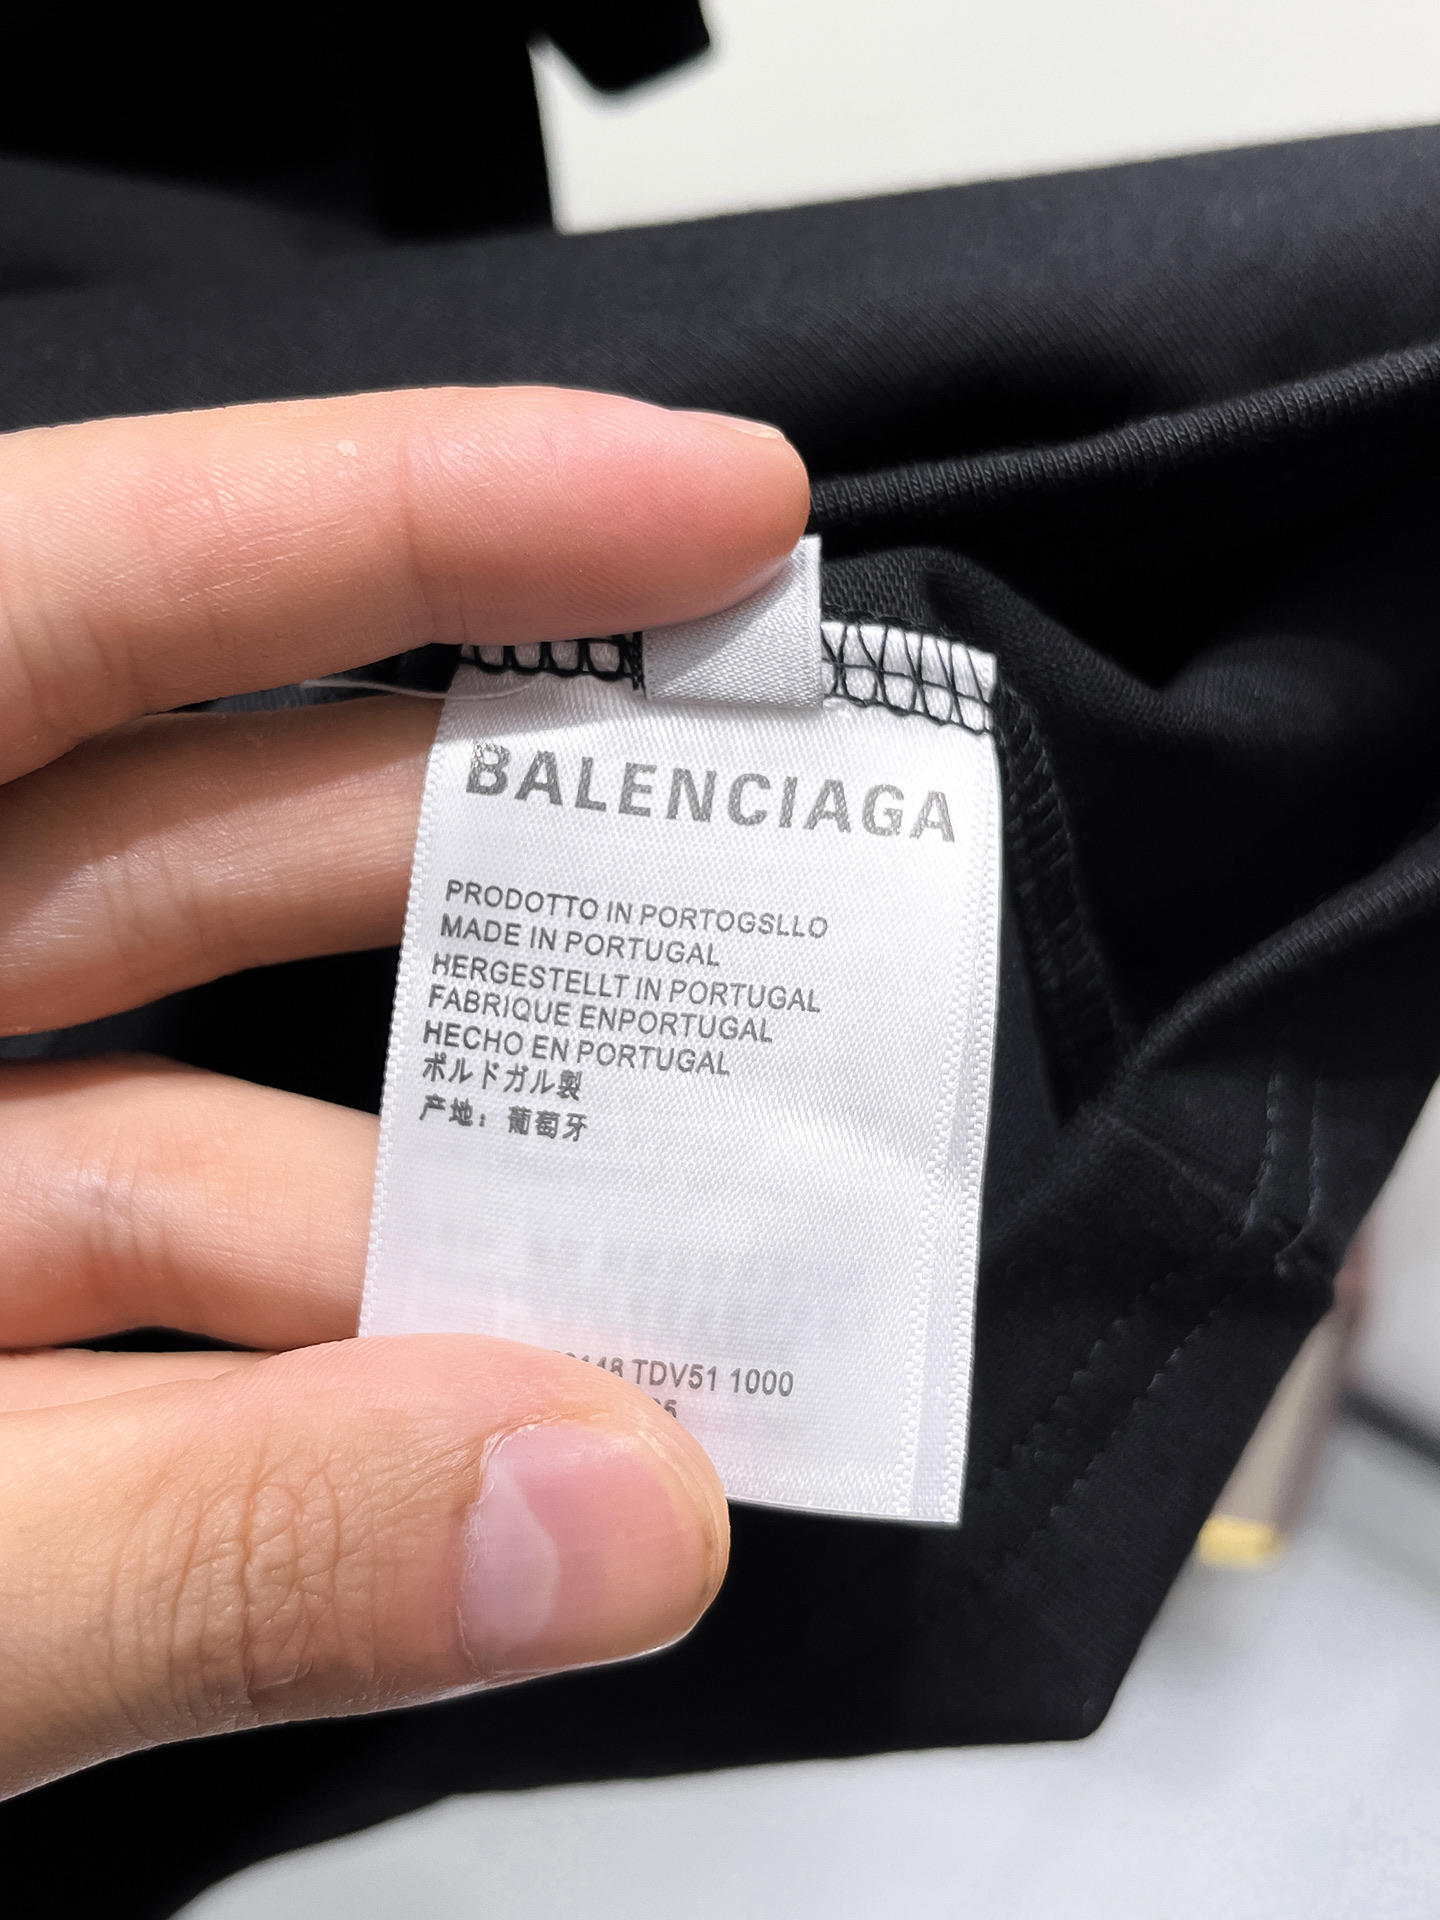 BALENCIAGA
PRODOTTO IN PORTOGSLLO
MADE IN PORTUGAL
HERGESTELLT IN PORTUGAL
FABRIQUE ENPORTUGAL
HECHO EN PORTUGAL
ポルドガル製
产地：葡萄牙
TDV51 1000